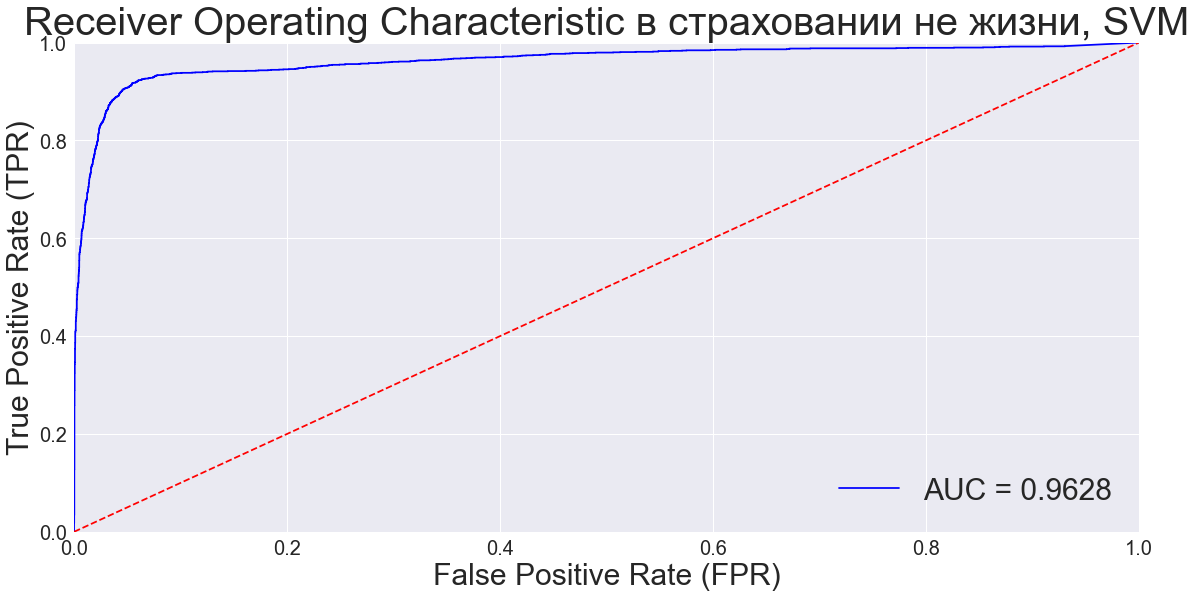 Receiver Operating Characteristic в страховании не жизни, SVM
1.0
0.8
0.6
0.4
0.2
0.0
True Positive Rate (TPR)
AUC = 0.9628
0.0 0.2 0.4 0.6 0.8 1.0
False Positive Rate (FPR)